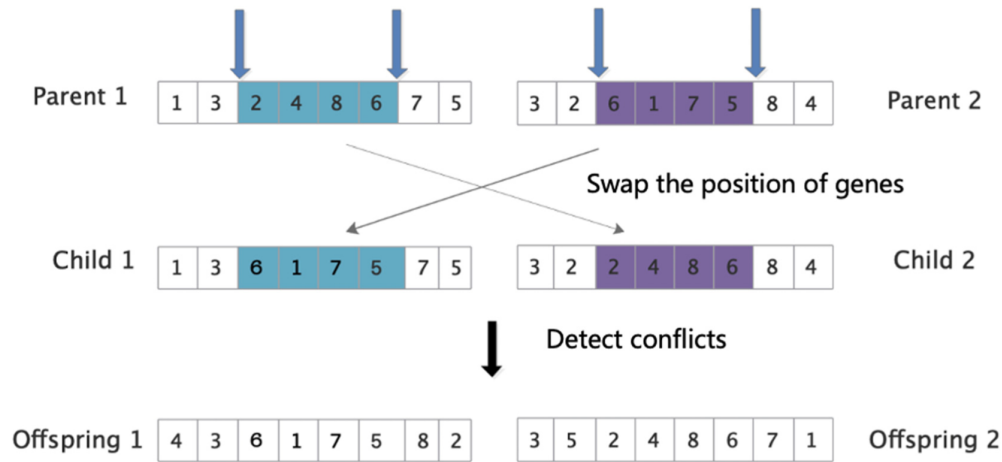 Parent 1 1 3 2 4 8 6 7 5 3 2 6 1 7 5 8 4 Parent 2
Swap the position of genes
Child 1 1 3 6 1 7 5 7 5 3 2 2 4 8 6 8 4 Child 2
Detect conflicts
Offspring 1 4 3 6 1 7 5 8 2 3 5 2 4 8 6 7 1 Offspring 2